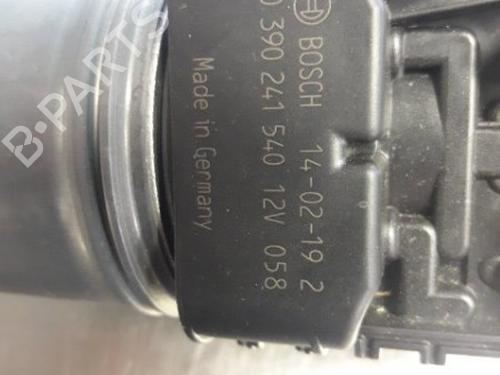 BOSCH 14-02-19 2
0 390 241 540 12V 058
Made in Germany
B-PARTS